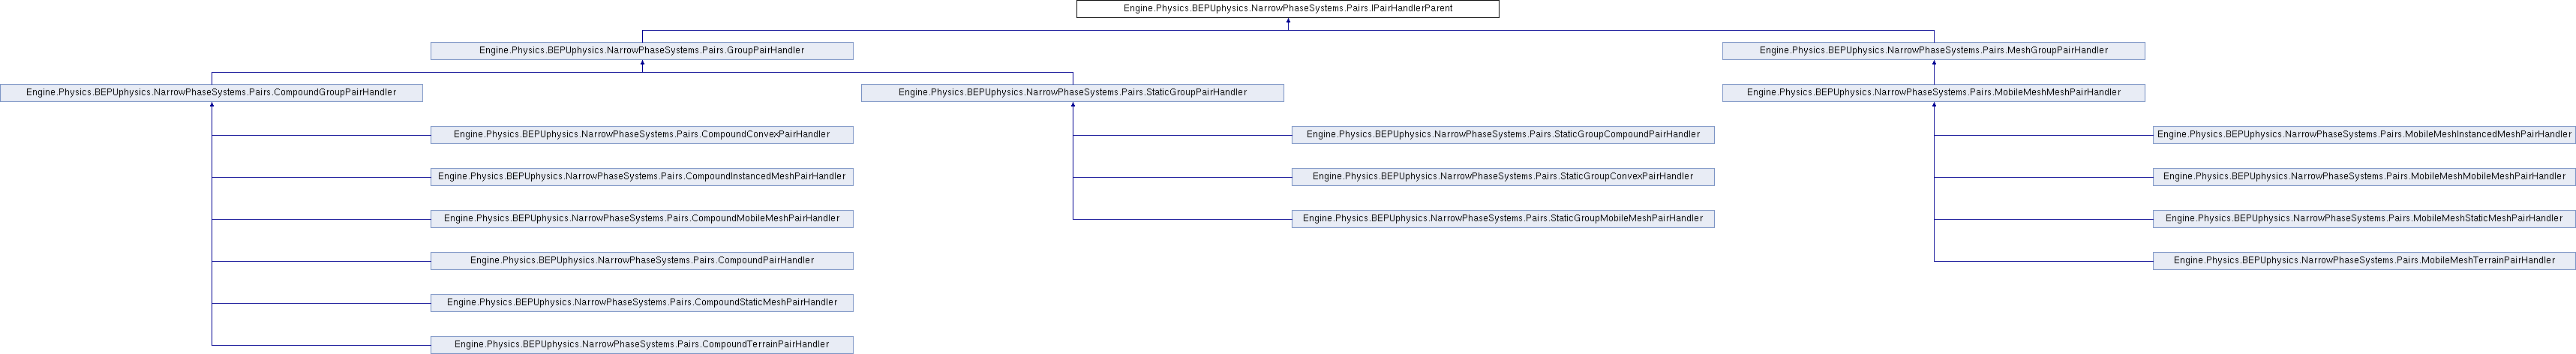 Engine.Physics.BEPUphysics.NarrowPhaseSystems.Pairs.IPairHandlerParent
Engine.Physics.BEPUphysics.NarrowPhaseSystems.Pairs.GroupPairHandler
Engine.Physics.BEPUphysics.NarrowPhaseSystems.Pairs.MeshGroupPairHandler
Engine.Physics.BEPUphysics.NarrowPhaseSystems.Pairs.CompoundGroupPairHandler
Engine.Physics.BEPUphysics.NarrowPhaseSystems.Pairs.StaticGroupPairHandler
Engine.Physics.BEPUphysics.NarrowPhaseSystems.Pairs.MobileMeshMeshPairHandler
Engine.Physics.BEPUphysics.NarrowPhaseSystems.Pairs.CompoundConvexPairHandler
Engine.Physics.BEPUphysics.NarrowPhaseSystems.Pairs.StaticGroupCompoundPairHandler
Engine.Physics.BEPUphysics.NarrowPhaseSystems.Pairs.MobileMeshInstancedMeshPairHandler
Engine.Physics.BEPUphysics.NarrowPhaseSystems.Pairs.CompoundInstancedMeshPairHandler
Engine.Physics.BEPUphysics.NarrowPhaseSystems.Pairs.StaticGroupConvexPairHandler
Engine.Physics.BEPUphysics.NarrowPhaseSystems.Pairs.MobileMeshMobileMeshPairHandler
Engine.Physics.BEPUphysics.NarrowPhaseSystems.Pairs.CompoundMobileMeshPairHandler
Engine.Physics.BEPUphysics.NarrowPhaseSystems.Pairs.StaticGroupMobileMeshPairHandler
Engine.Physics.BEPUphysics.NarrowPhaseSystems.Pairs.MobileMeshStaticMeshPairHandler
Engine.Physics.BEPUphysics.NarrowPhaseSystems.Pairs.CompoundPairHandler
Engine.Physics.BEPUphysics.NarrowPhaseSystems.Pairs.MobileMeshTerrainPairHandler
Engine.Physics.BEPUphysics.NarrowPhaseSystems.Pairs.CompoundStaticMeshPairHandler
Engine.Physics.BEPUphysics.NarrowPhaseSystems.Pairs.CompoundTerrainPairHandler